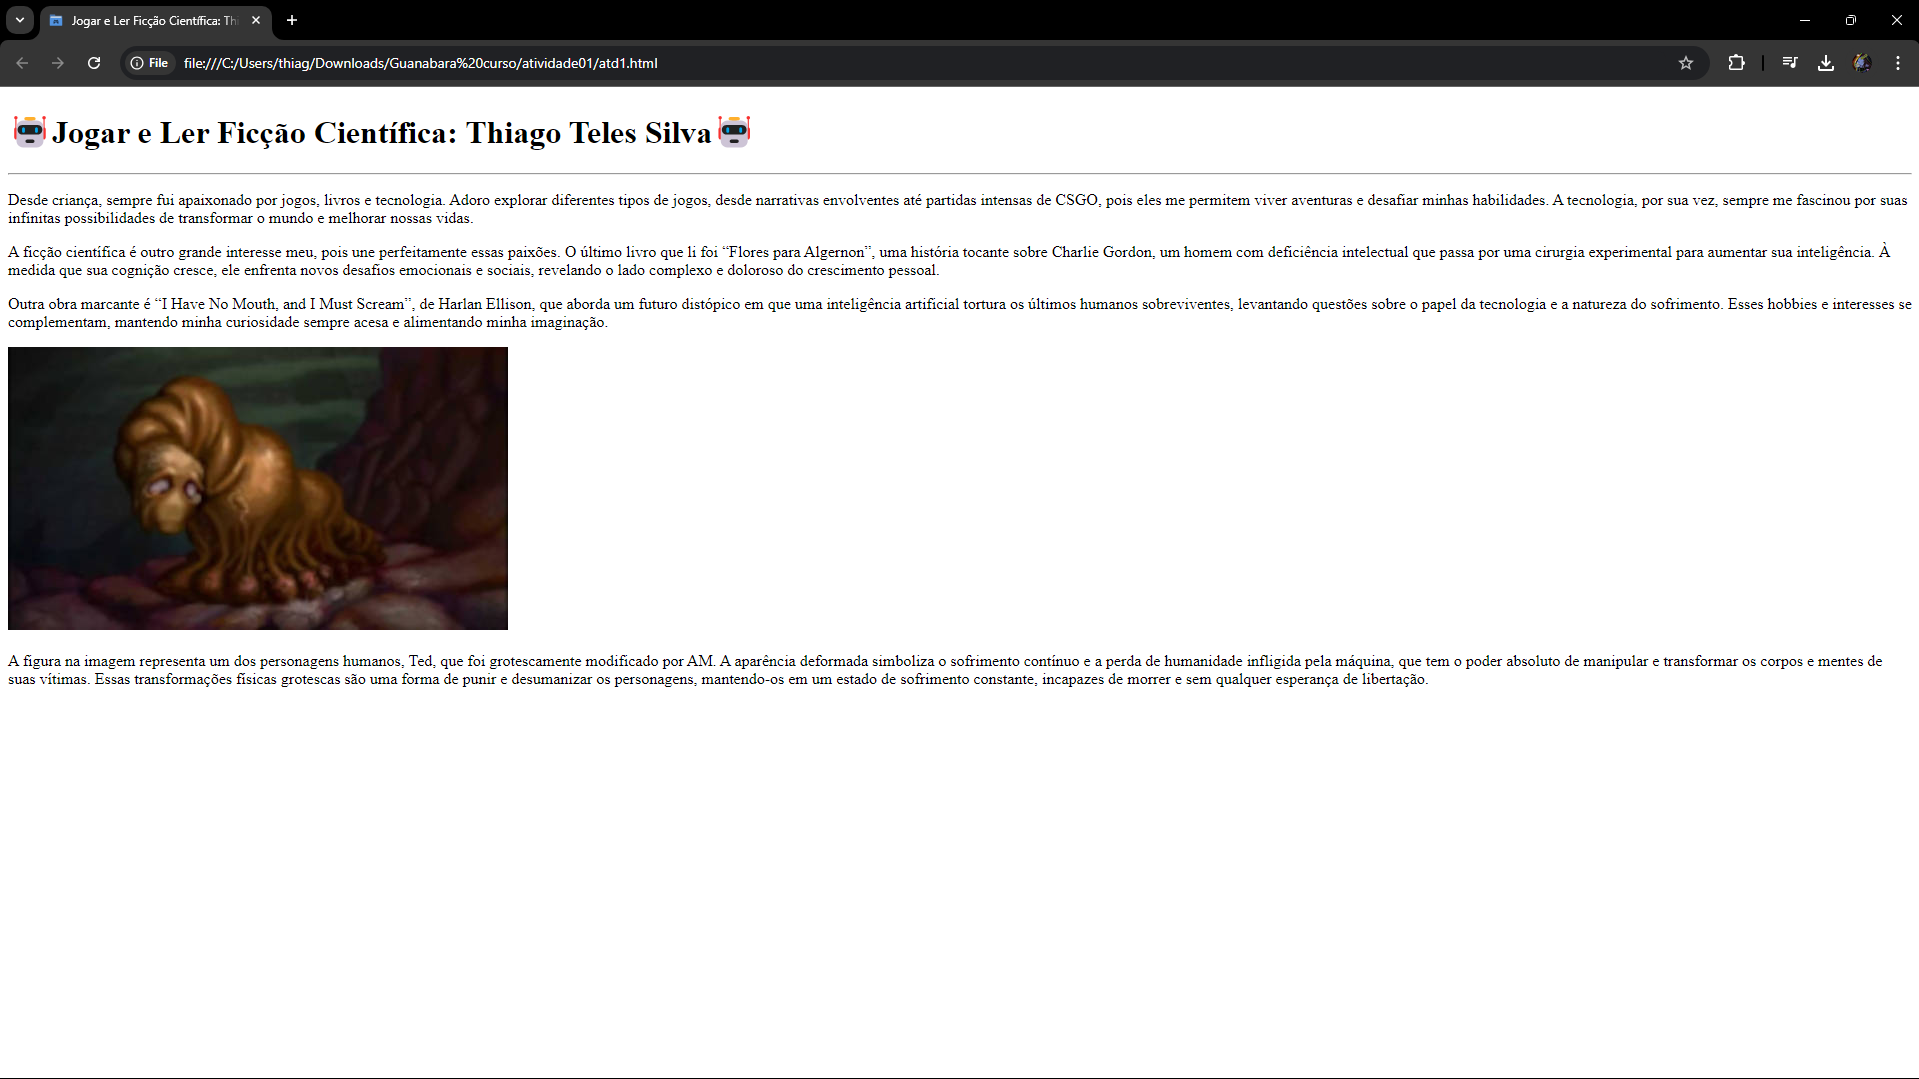 Jogar e Ler Ficção Científica: Th
File
file:///C:/Users/thiag/Downloads/Guanabara%20curso/atividade01/atd1.html
🤖Jogar e Ler Ficção Científica: Thiago Teles Silva🤖
Desde criança, sempre fui apaixonado por jogos, livros e tecnologia. Adoro explorar diferentes tipos de jogos, desde narrativas envolventes até partidas intensas de CSGO, pois eles me permitem viver aventuras e desafiar minhas habilidades. A tecnologia, por sua vez, sempre me fascinou por suas
infinitas possibilidades de transformar o mundo e melhorar nossas vidas.
A ficção científica é outro grande interesse meu, pois une perfeitamente essas paixões. O último livro que li foi “Flores para Algernon”, uma história tocante sobre Charlie Gordon, um homem com deficiência intelectual que passa por uma cirurgia experimental para aumentar sua inteligência. À
medida que sua cognição cresce, ele enfrenta novos desafios emocionais e sociais, revelando o lado complexo e doloroso do crescimento pessoal.
Outra obra marcante é “I Have No Mouth, and I Must Scream”, de Harlan Ellison, que aborda um futuro distópico em que uma inteligência artificial tortura os últimos humanos sobreviventes, levantando questões sobre o papel da tecnologia e a natureza do sofrimento. Esses hobbies e interesses se
complementam, mantendo minha curiosidade sempre acesa e alimentando minha imaginação.
A figura na imagem representa um dos personagens humanos, Ted, que foi grotescamente modificado por AM. A aparência deformada simboliza o sofrimento contínuo e a perda de humanidade infligida pela máquina, que tem o poder absoluto de manipular e transformar os corpos e mentes de
suas vítimas. Essas transformações físicas grotescas são uma forma de punir e desumanizar os personagens, mantendo-os em um estado de sofrimento constante, incapazes de morrer e sem qualquer esperança de libertação.